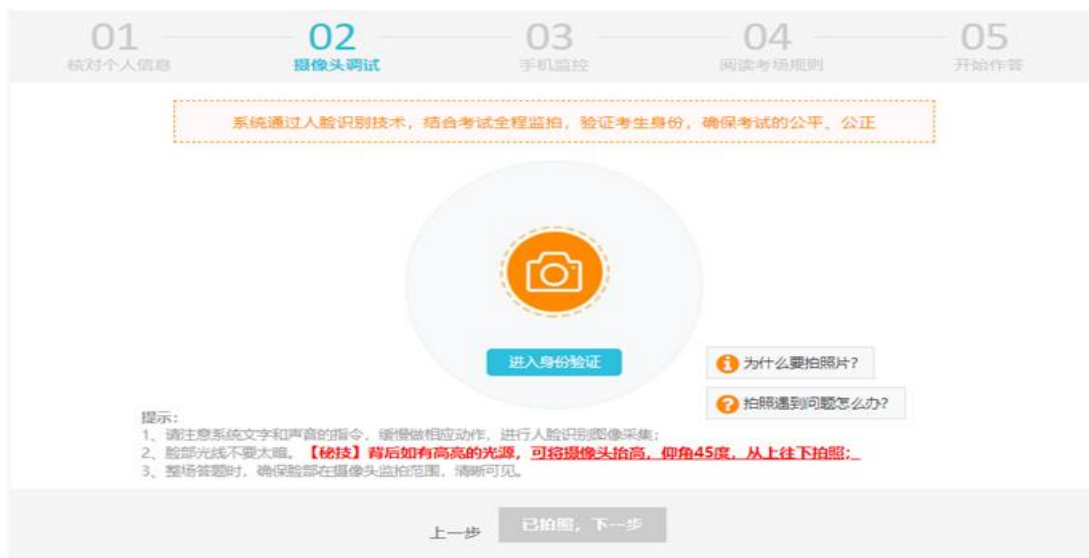 01
02
03
04
05
核对个人信息
摄像头调试
手机监控
阅读考场规则
开始作答
系统通过人脸识别技术，结合考试全程监拍，验证考生身份，确保考试的公平、公正
进入身份验证
为什么要拍照片？
拍照遇到问题怎么办？
提示：
1、请注意系统文字和声音的指令，缓慢做相应动作，进行人脸识别图像采集；
2、脸部光线不要太暗。【秘技】背后如有高亮的光源，可将摄像头抬高，仰角45度，从上往下拍照；
3、整场答题时，确保脸部在摄像头监拍范围，清晰可见。
上一步
已拍照，下一步